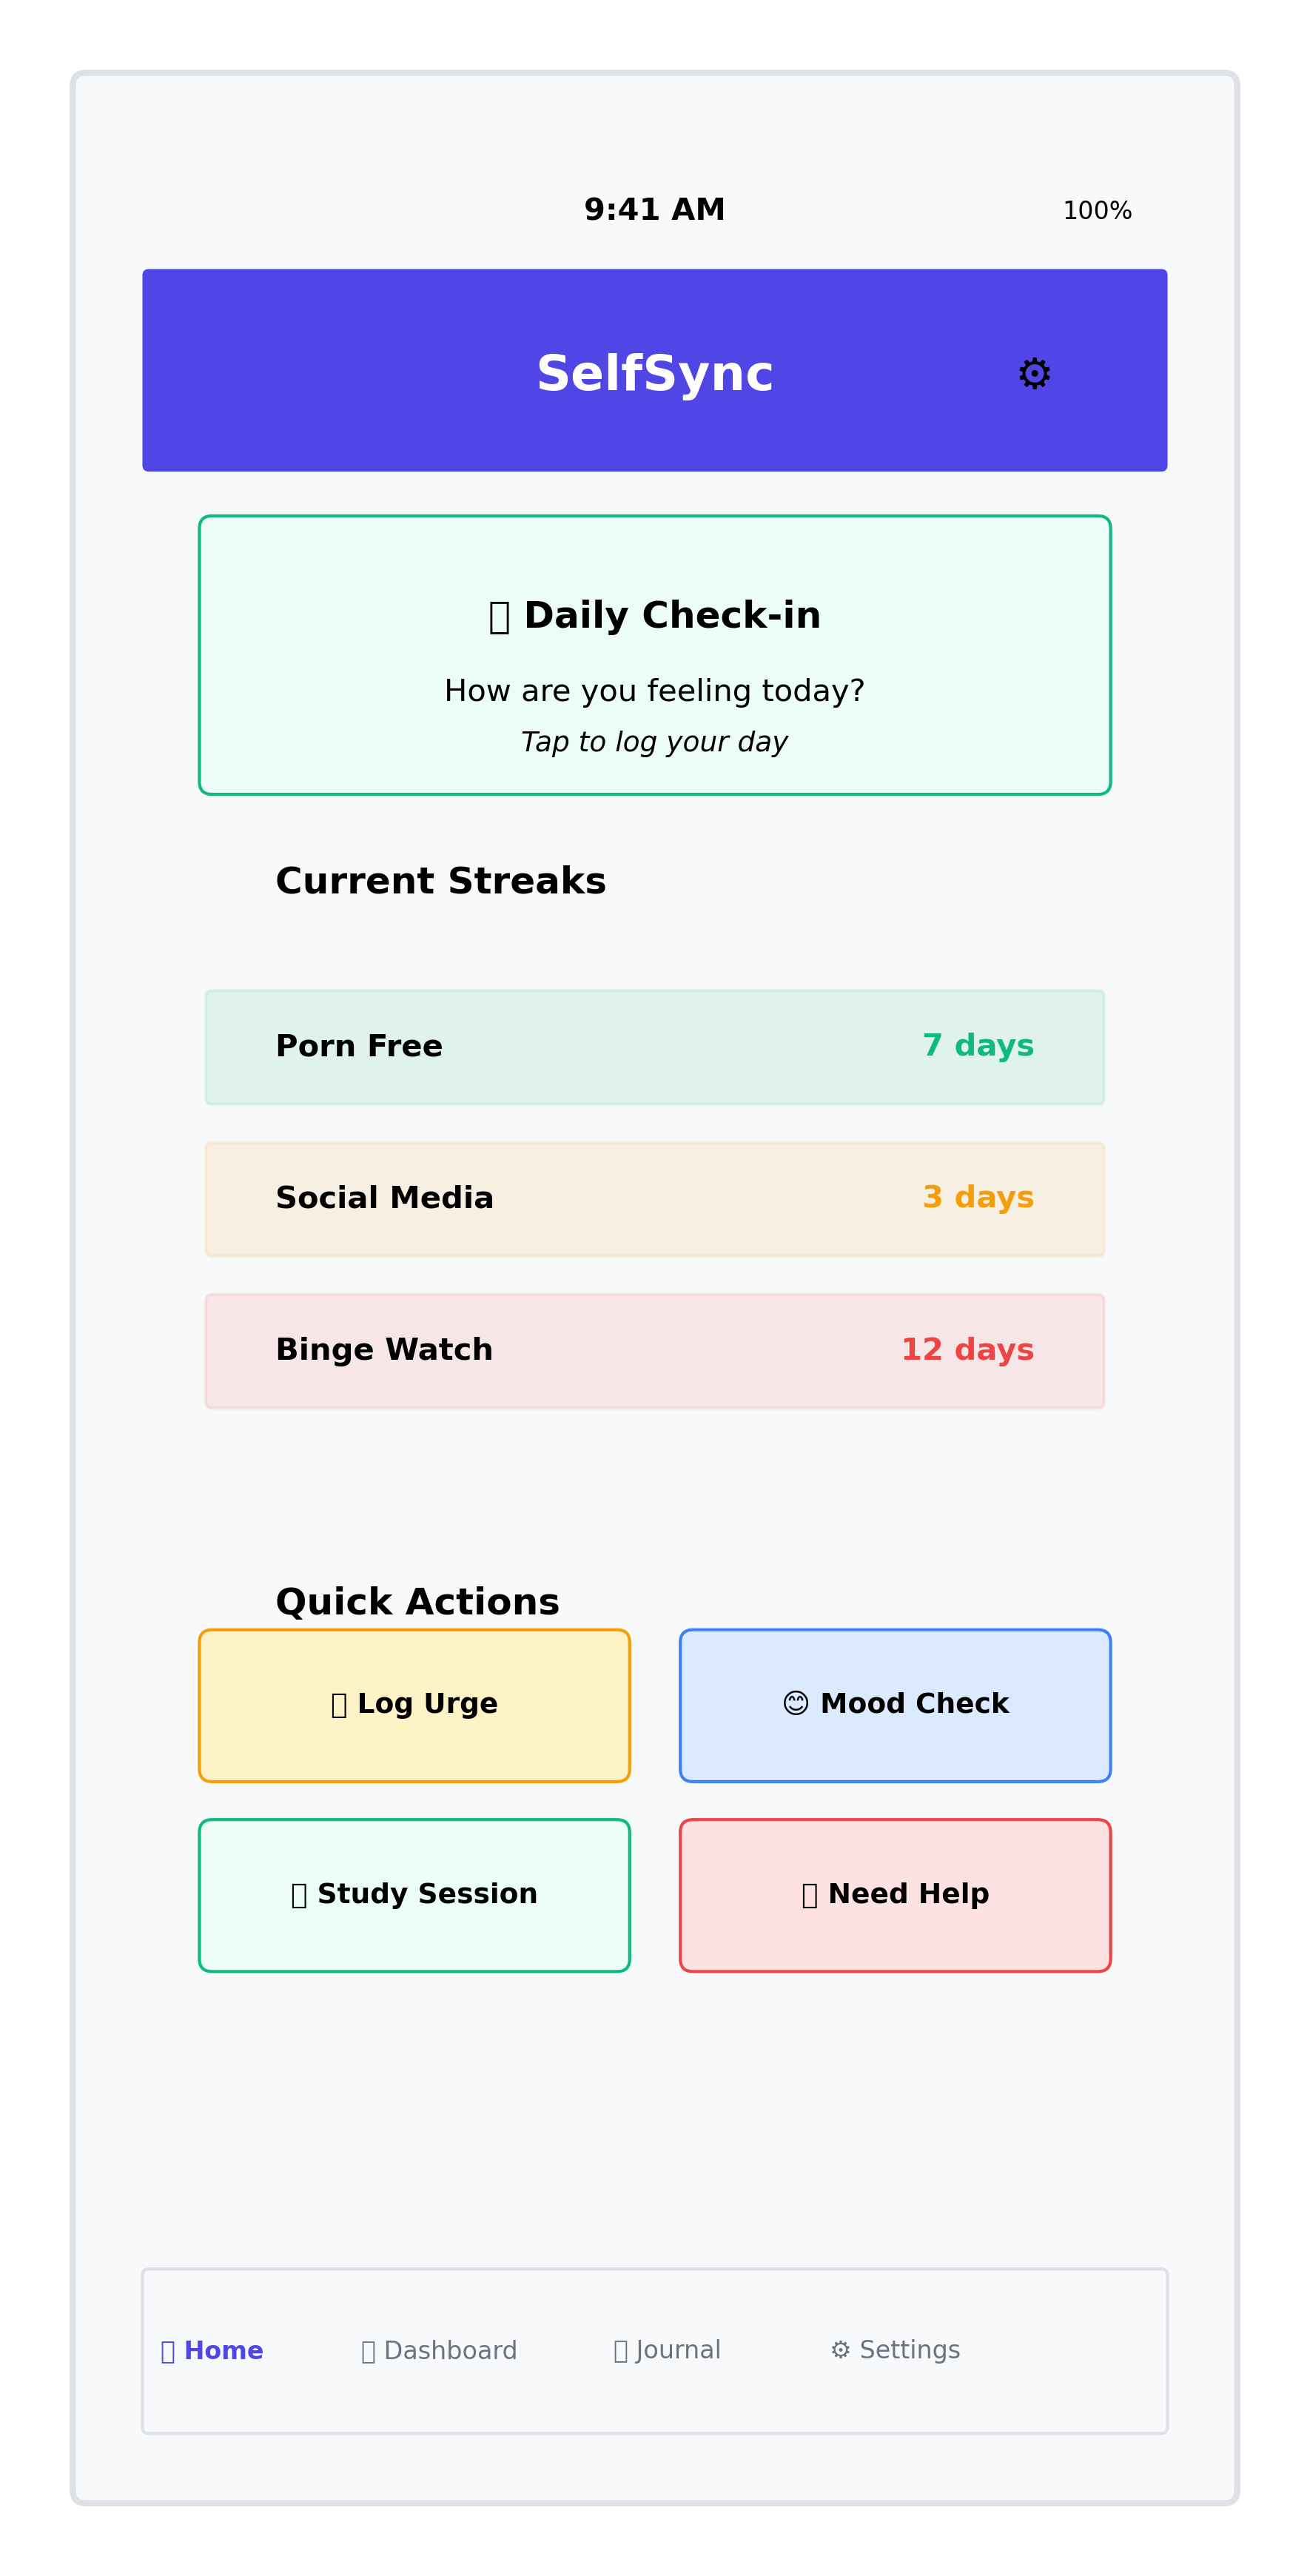 9:41 AM 100%
SelfSync ⚙
Daily Check-in
How are you feeling today?
Tap to log your day
Current Streaks
Porn Free 7 days
Social Media 3 days
Binge Watch 12 days
Quick Actions
Log Urge 😊 Mood Check
Study Session Need Help
Home Dashboard Journal ⚙ Settings